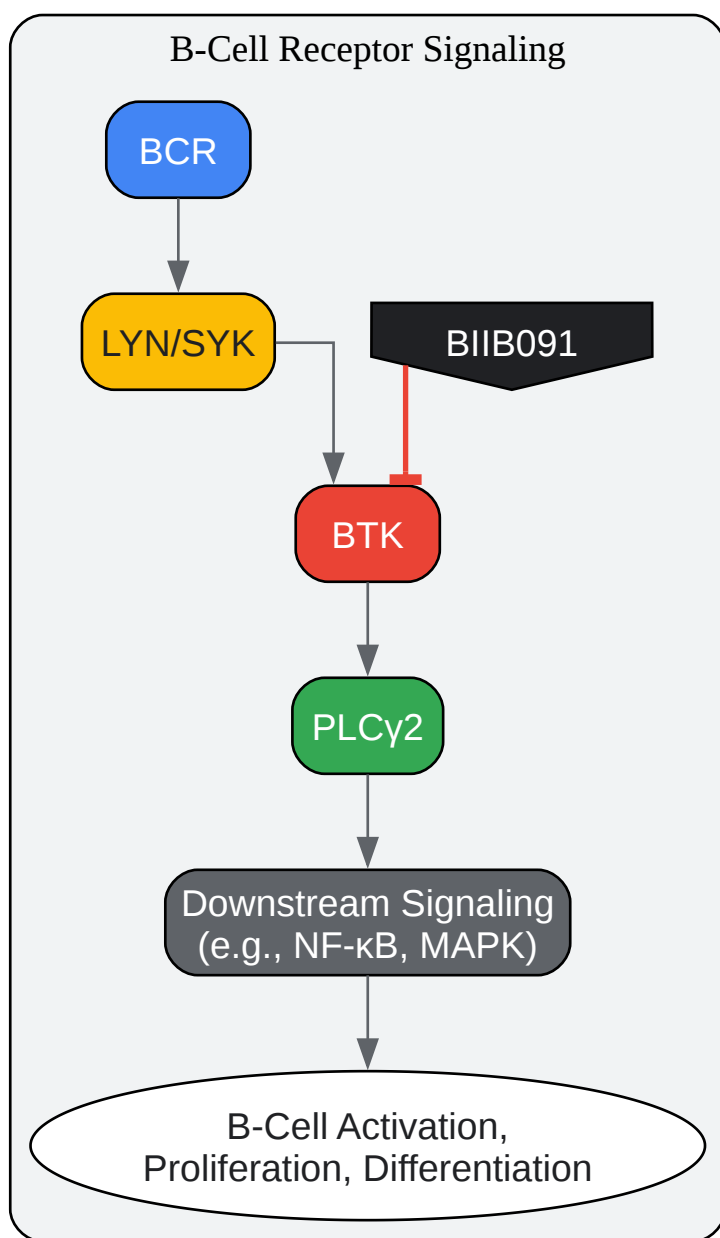 B-Cell Receptor Signaling
BCR
LYN/SYK
BIIB091
BTK
PLCγ2
Downstream Signaling
(e.g., NF-κB, MAPK)
B-Cell Activation,
Proliferation, Differentiation